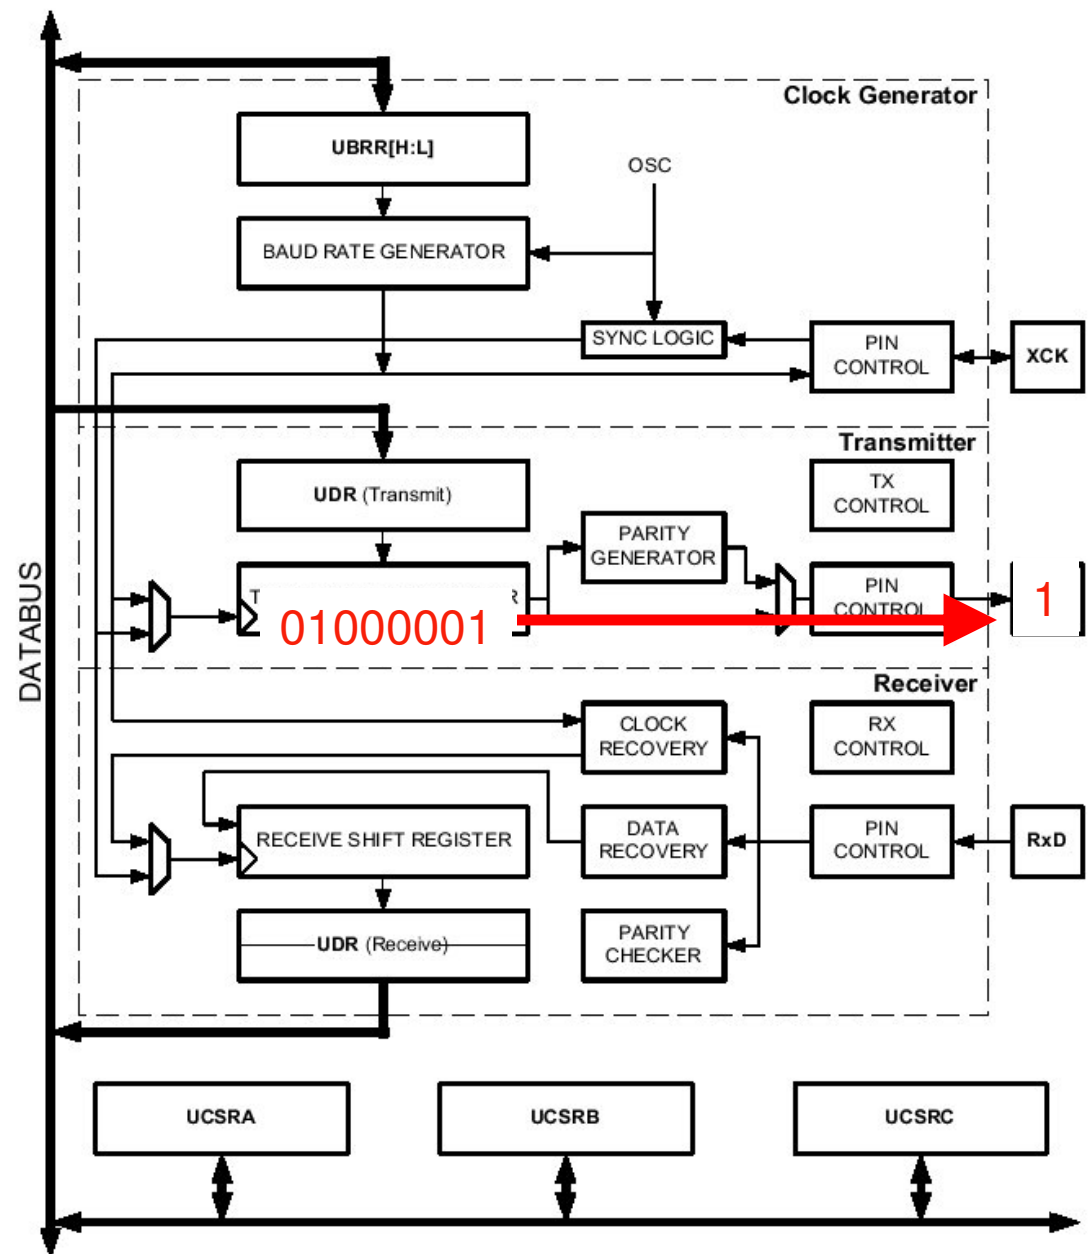 Clock Generator
UBRR[H:L]
OSC
BAUD RATE GENERATOR
SYNC LOGIC
PIN
CONTROL
XCK
Transmitter
UDR (Transmit)
TX
CONTROL
PARITY
GENERATOR
PIN
CONTROL
T
R
01000001
1
DATABUS
Receiver
CLOCK
RECOVERY
RX
CONTROL
RECEIVE SHIFT REGISTER
DATA
RECOVERY
PIN
CONTROL
RxD
UDR (Receive)
PARITY
CHECKER
UCSRA
UCSRB
UCSRC